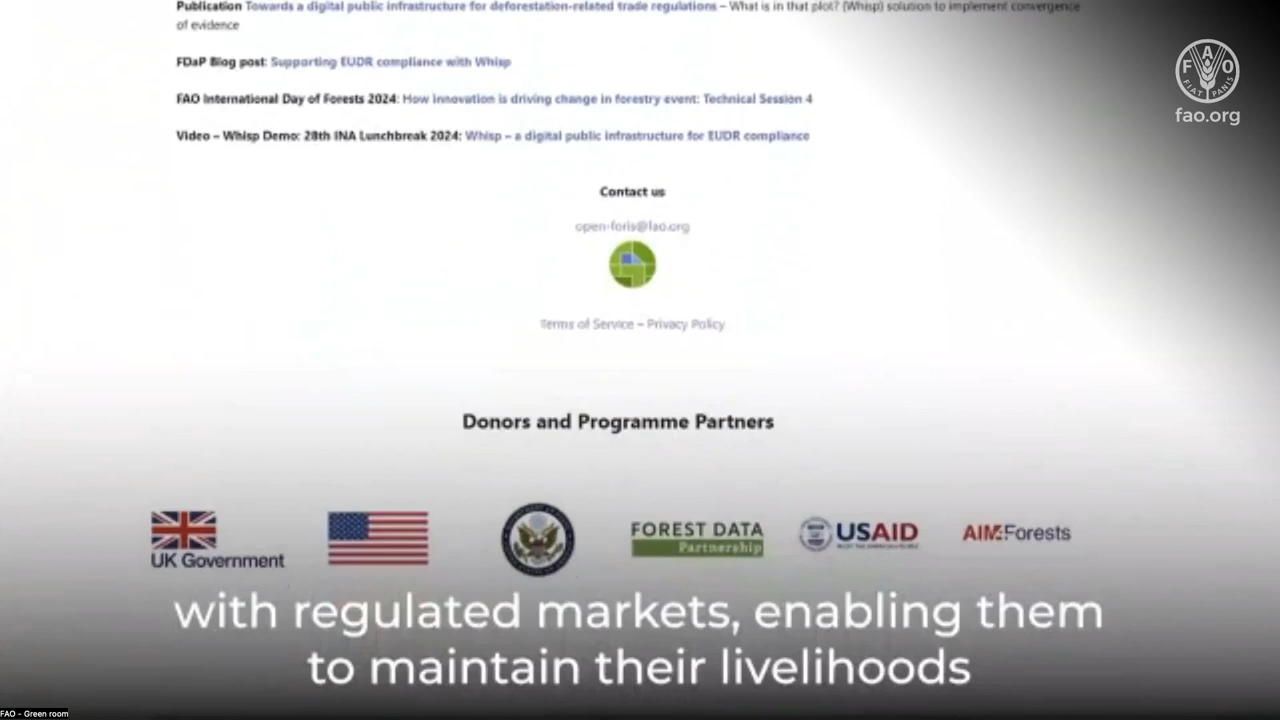 Publication Towards a digital public infrastructure for deforestation-related trade regulations – What is in that plot? (Whisp) solution to implement convergence
of evidence
FDaP Blog post: Supporting EUDR compliance with Whisp
FAO International Day of Forests 2024: How innovation is driving change in forestry event: Technical Session 4
Video – Whisp Demo: 28th INA Lunchbreak 2024: Whisp – a digital public infrastructure for EUDR compliance
FAO
FIAT PANIS
fao.org
Contact us
open-foris@fao.org
Terms of Service – Privacy Policy
Donors and Programme Partners
UK Government
FOREST DATA
Partnership
USAID
AIM4Forests
with regulated markets, enabling them
to maintain their livelihoods
FAO - Green room